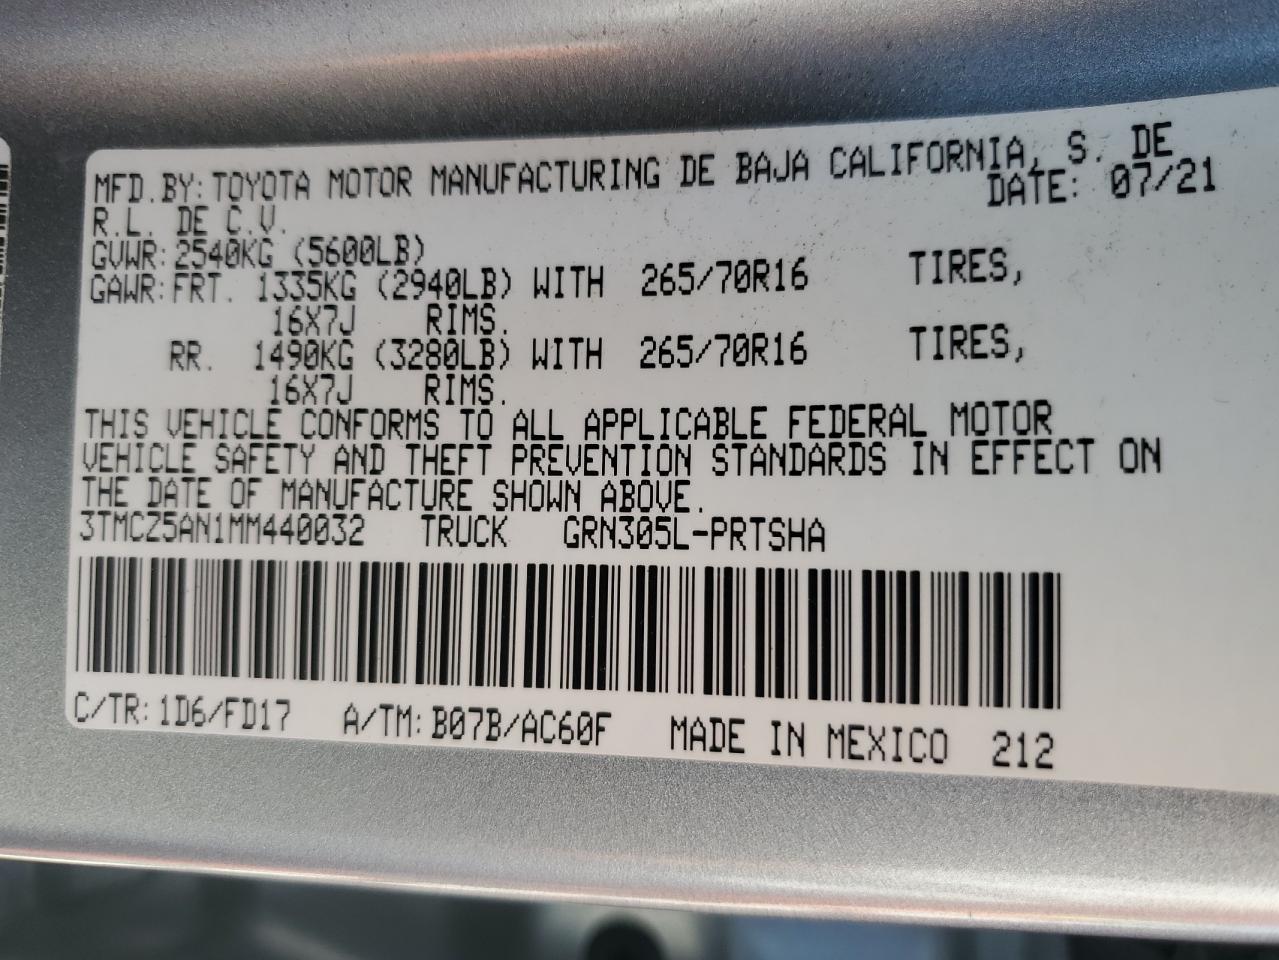 MFD.BY:TOYOTA MOTOR MANUFACTURING DE BAJA CALIFORNIA, S. DE
R.L. DE C.V. DATE: 07/21
GVWR:2540KG (5600LB)
GAWR:FRT. 1335KG (2940LB) WITH 265/70R16 TIRES,
16X7J RIMS.
RR. 1490KG (3280LB) WITH 265/70R16 TIRES,
16X7J RIMS.
THIS VEHICLE CONFORMS TO ALL APPLICABLE FEDERAL MOTOR
VEHICLE SAFETY AND THEFT PREVENTION STANDARDS IN EFFECT ON
THE DATE OF MANUFACTURE SHOWN ABOVE.
3TMCZ5AN1MM440032 TRUCK GRN305L-PRTSHA
C/TR:1D6/FD17 A/TM:B07B/AC60F MADE IN MEXICO 212